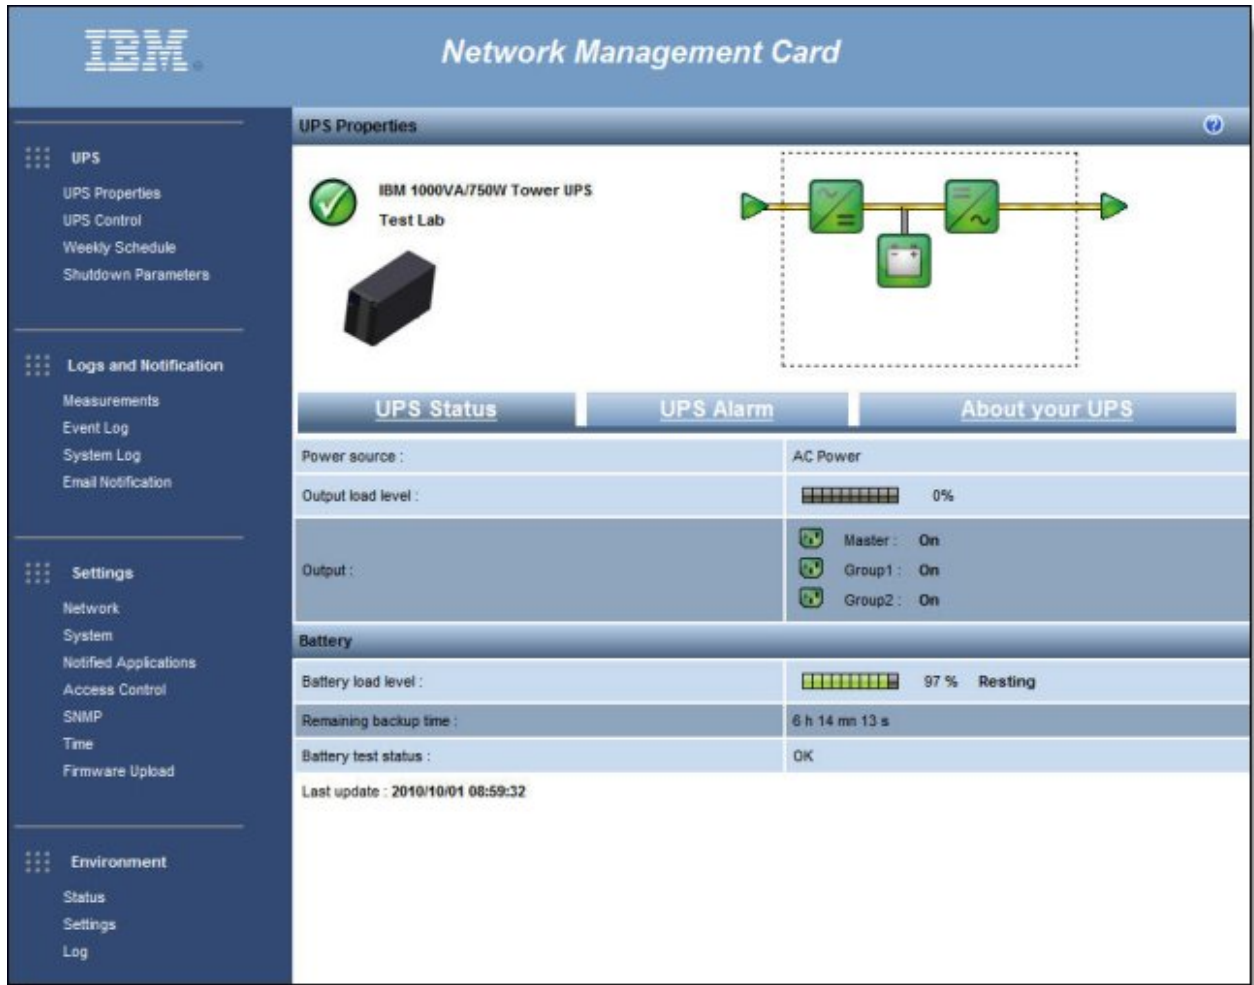 IBM.
Network Management Card
UPS
UPS Properties
UPS Control
Weekly Schedule
Shutdown Parameters
Logs and Notification
Measurements
Event Log
System Log
Email Notification
Settings
Network
System
Notified Applications
Access Control
SNMP
Time
Firmware Upload
Environment
Status
Settings
Log
UPS Properties ?
IBM 1000VA/750W Tower UPS
Test Lab
UPS Status UPS Alarm About your UPS
Power source : AC Power
Output load level : 0%
Output :
Master : On
Group1 : On
Group2 : On
Battery
Battery load level : 97 % Resting
Remaining backup time : 6 h 14 mn 13 s
Battery test status : OK
Last update : 2010/10/01 08:59:32